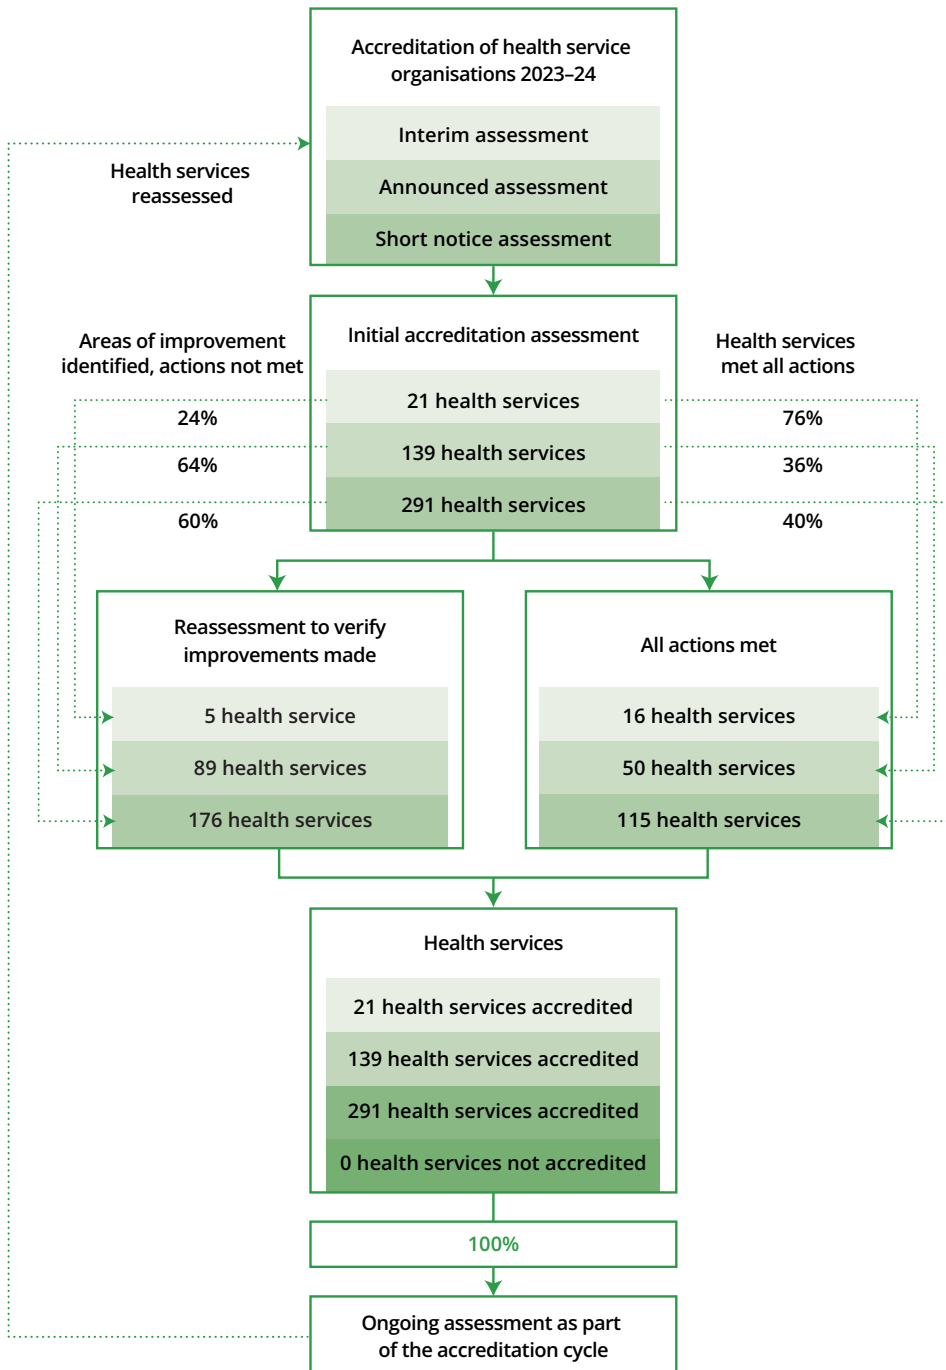 Accreditation of health service
organisations 2023–24
Interim assessment
Announced assessment
Short notice assessment
Health services
reassessed
Initial accreditation assessment
21 health services
139 health services
291 health services
Areas of improvement
identified, actions not met
24%
64%
60%
Health services
met all actions
76%
36%
40%
Reassessment to verify
improvements made
5 health service
89 health services
176 health services
All actions met
16 health services
50 health services
115 health services
Health services
21 health services accredited
139 health services accredited
291 health services accredited
0 health services not accredited
100%
Ongoing assessment as part
of the accreditation cycle